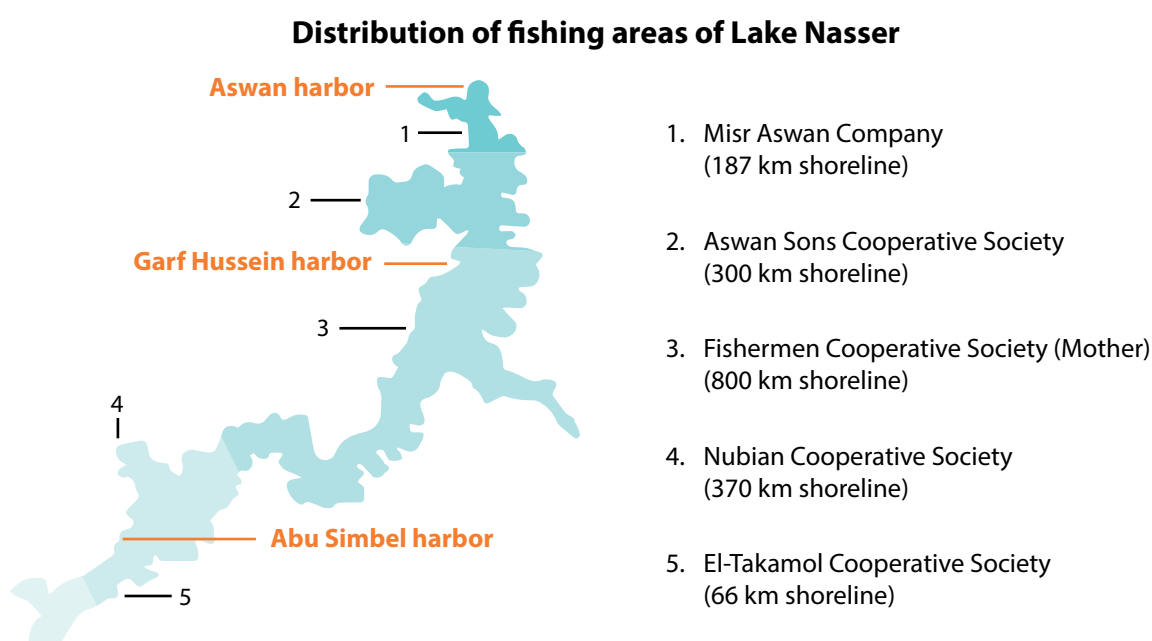 Distribution of fishing areas of Lake Nasser
Aswan harbor
1
2
Garf Hussein harbor
3
4
Abu Simbel harbor
5
1. Misr Aswan Company
(187 km shoreline)
2. Aswan Sons Cooperative Society
(300 km shoreline)
3. Fishermen Cooperative Society (Mother)
(800 km shoreline)
4. Nubian Cooperative Society
(370 km shoreline)
5. El-Takamol Cooperative Society
(66 km shoreline)